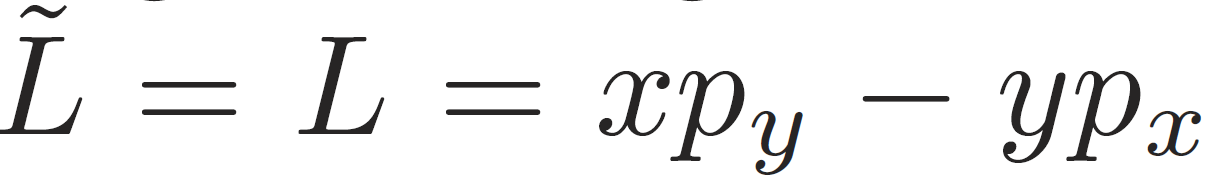 L̃ = L = xp_y − yp_x